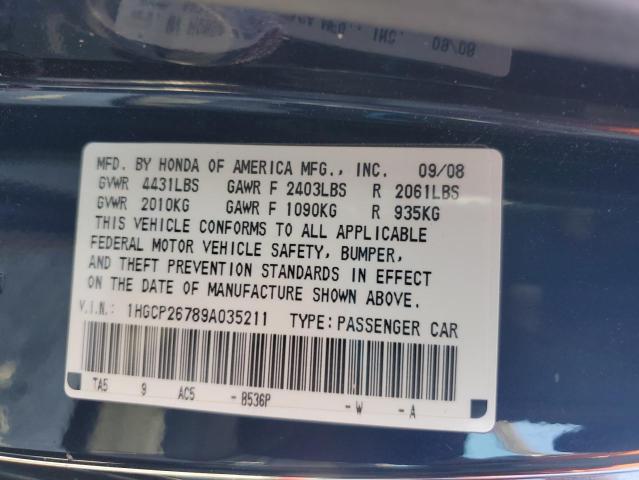 MFD. BY HONDA OF AMERICA MFG., INC. 09/08
GVWR 4431LBS GAWR F 2403LBS R 2061LBS
GVWR 2010KG GAWR F 1090KG R 935KG
THIS VEHICLE CONFORMS TO ALL APPLICABLE
FEDERAL MOTOR VEHICLE SAFETY, BUMPER,
AND THEFT PREVENTION STANDARDS IN EFFECT
ON THE DATE OF MANUFACTURE SHOWN ABOVE.
V.I.N.: 1HGCP26789A035211 TYPE:PASSENGER CAR
TA5 9 AC5 - B536P - W - A